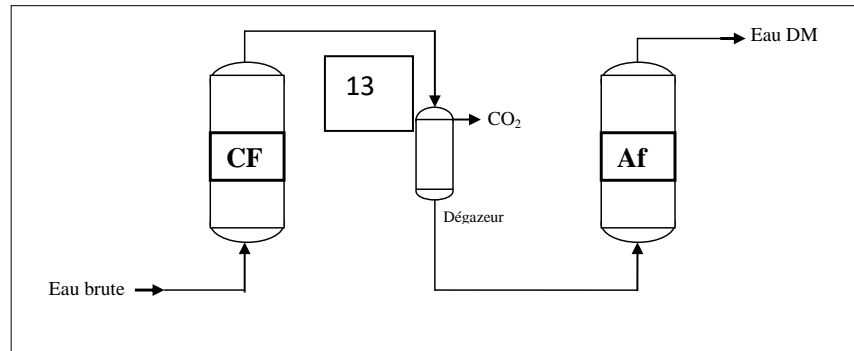 Eau DM
13
CO₂
CF
Af
Dégazeur
Eau brute